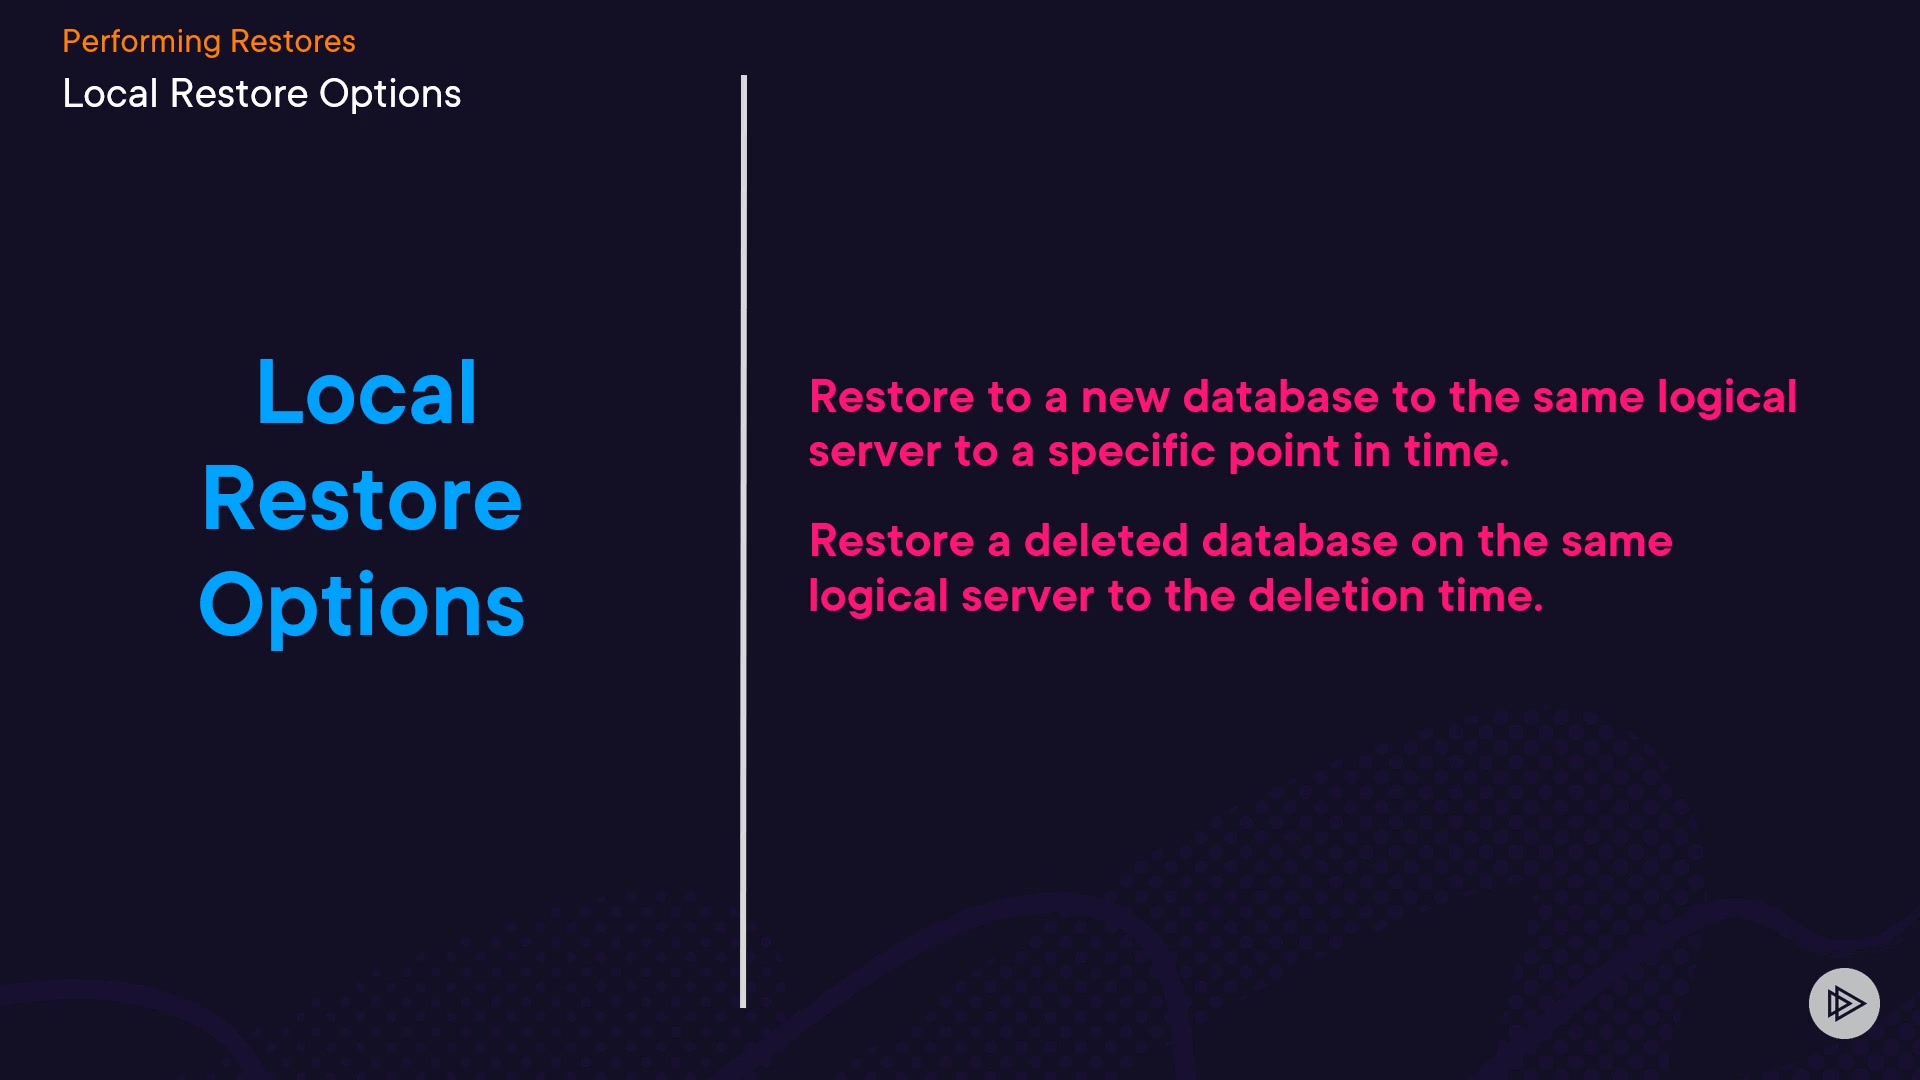 Performing Restores
Local Restore Options
Local
Restore
Options
Restore to a new database to the same logical
server to a specific point in time.
Restore a deleted database on the same
logical server to the deletion time.